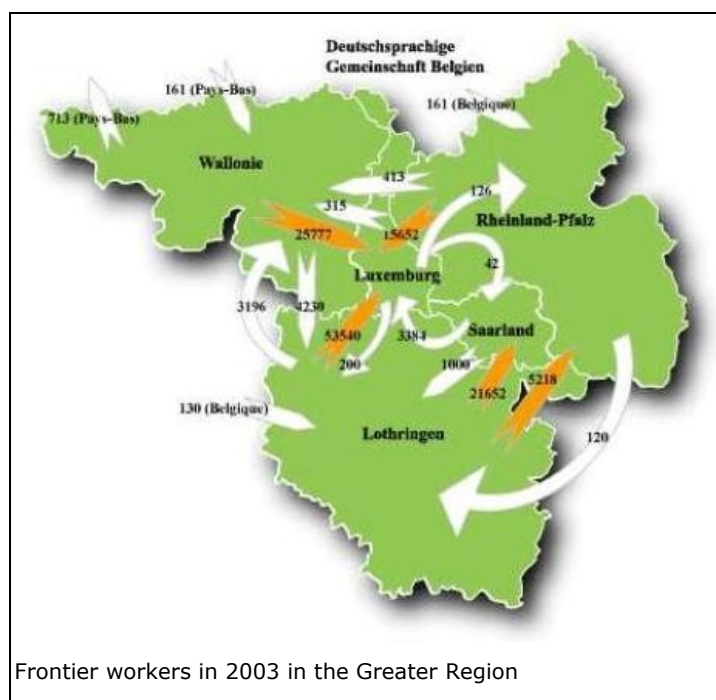 Deutschsprachige
Gemeinschaft Belgien
161 (Pays-Bas)
161 (Belgique)
713 (Pays-Bas)
Wallonie
413
126
315
Rheinland-Pfalz
25777
15652
42
Luxemburg
3196
4230
53540
3384
Saarland
200
1000
21652
5218
130 (Belgique)
Lothringen
120
Frontier workers in 2003 in the Greater Region